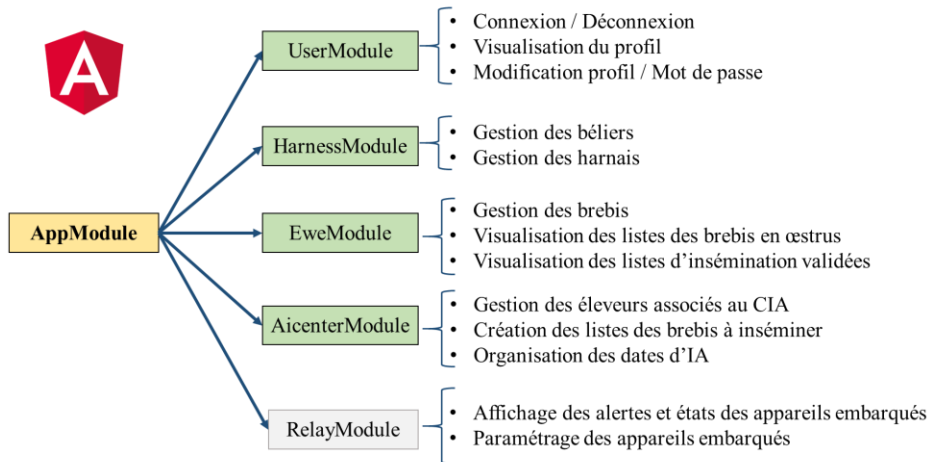 A
UserModule
• Connexion / Déconnexion
• Visualisation du profil
• Modification profil / Mot de passe
HarnessModule
• Gestion des béliers
• Gestion des harnais
AppModule
EweModule
• Gestion des brebis
• Visualisation des listes des brebis en œstrus
• Visualisation des listes d'insémination validées
AicenterModule
• Gestion des éleveurs associés au CIA
• Création des listes des brebis à inséminer
• Organisation des dates d'IA
RelayModule
• Affichage des alertes et états des appareils embarqués
• Paramétrage des appareils embarqués